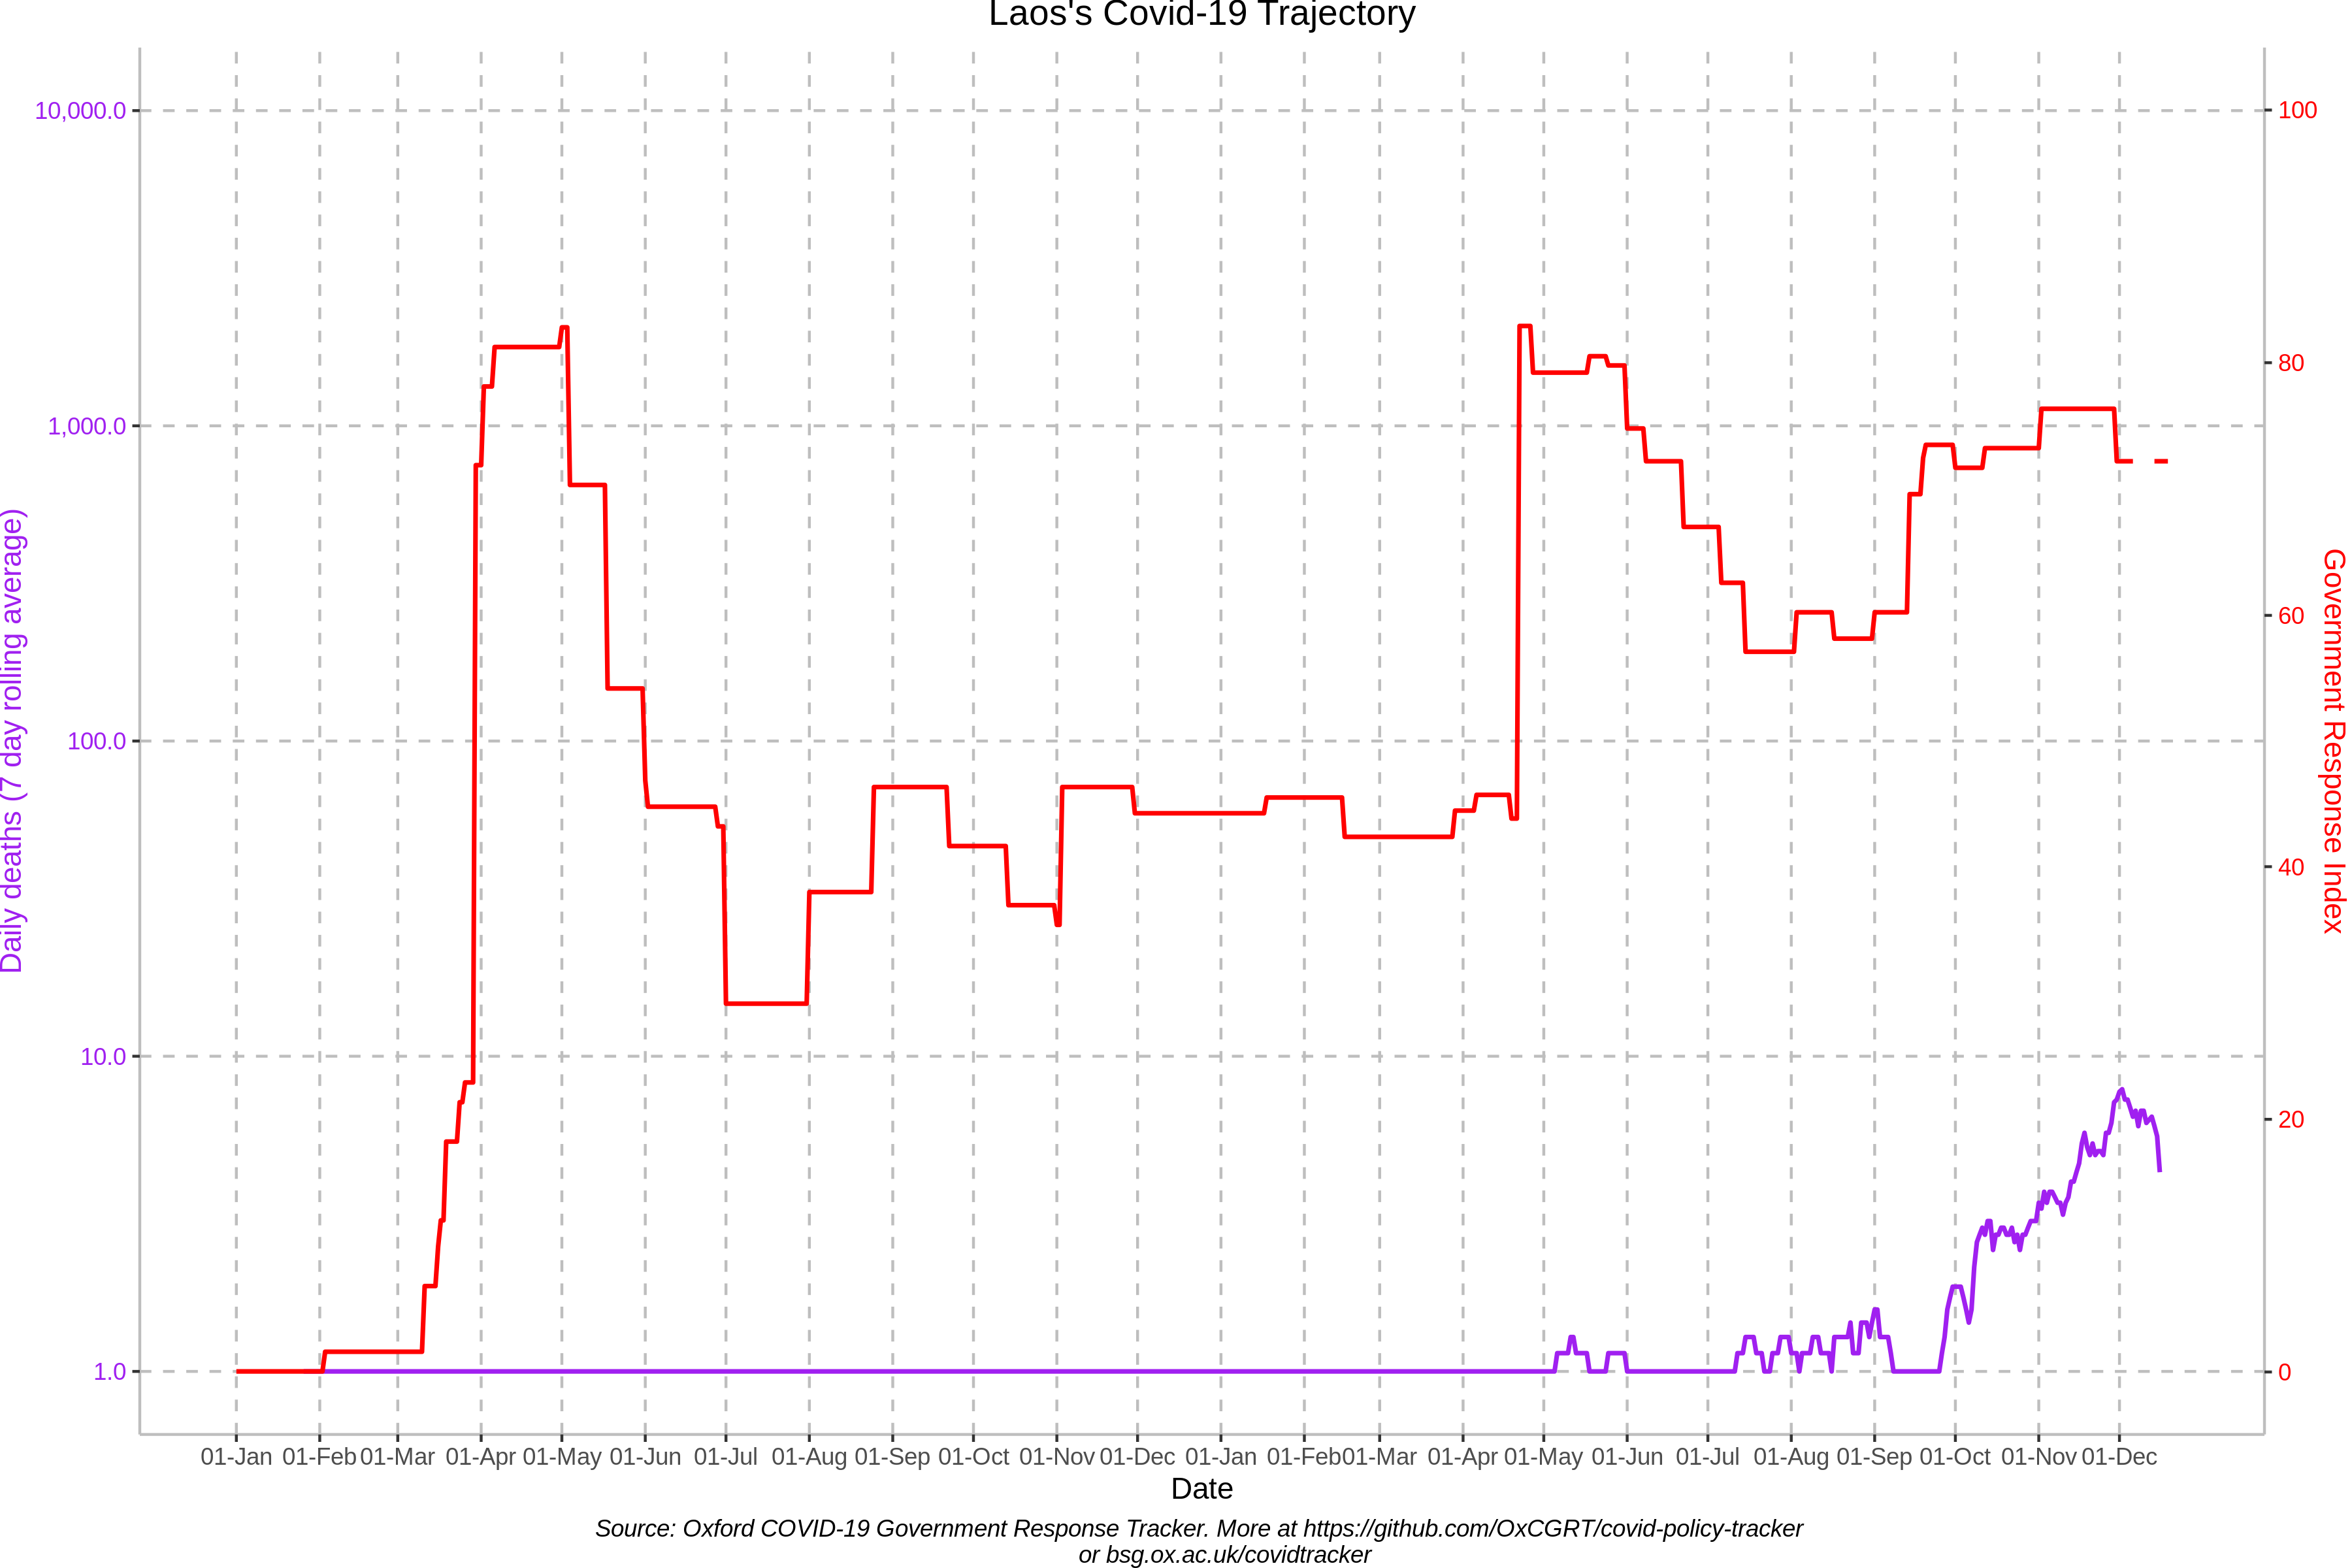 Laos's Covid-19 Trajectory
10,000.0
1,000.0
100.0
10.0
1.0
Daily deaths (7 day rolling average)
100
80
60
40
20
0
Government Response Index
01-Jan 01-Feb 01-Mar 01-Apr 01-May 01-Jun 01-Jul 01-Aug 01-Sep 01-Oct 01-Nov 01-Dec 01-Jan 01-Feb 01-Mar 01-Apr 01-May 01-Jun 01-Jul 01-Aug 01-Sep 01-Oct 01-Nov 01-Dec
Date
Source: Oxford COVID-19 Government Response Tracker. More at https://github.com/OxCGRT/covid-policy-tracker
or bsg.ox.ac.uk/covidtracker